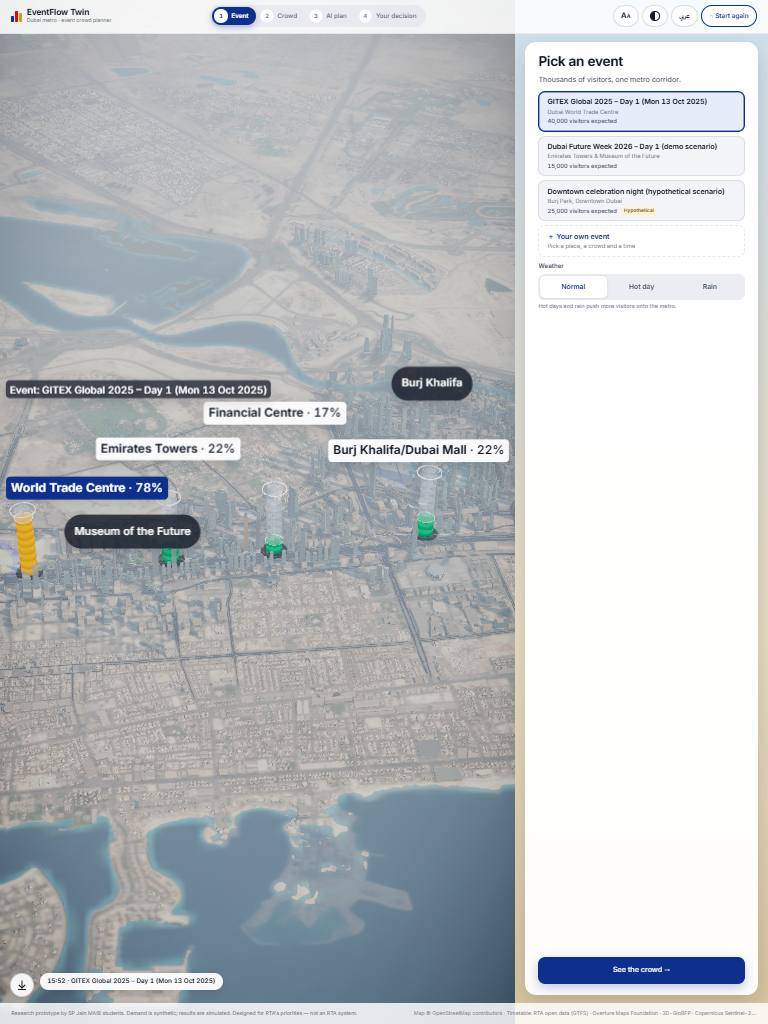 EventFlow Twin
Dubai metro · event crowd planner
1 Event 2 Crowd 3 AI plan 4 Your decision
AA
عربي
Start again
Pick an event
Thousands of visitors, one metro corridor.
GITEX Global 2025 – Day 1 (Mon 13 Oct 2025)
Dubai World Trade Centre
40,000 visitors expected
Dubai Future Week 2026 – Day 1 (demo scenario)
Emirates Towers & Museum of the Future
15,000 visitors expected
Downtown celebration night (hypothetical scenario)
Burj Park, Downtown Dubai
25,000 visitors expected Hypothetical
+ Your own event
Pick a place, a crowd and a time
Weather
Normal Hot day Rain
Hot days and rain push more visitors onto the metro.
Burj Khalifa
Event: GITEX Global 2025 – Day 1 (Mon 13 Oct 2025)
Financial Centre · 17%
Emirates Towers · 22%
Burj Khalifa/Dubai Mall · 22%
World Trade Centre · 78%
Museum of the Future
See the crowd →
15:52 · GITEX Global 2025 – Day 1 (Mon 13 Oct 2025)
Research prototype by SP Jain MAIB students. Demand is synthetic; results are simulated. Designed for RTA's priorities — not an RTA system.
Map © OpenStreetMap contributors · Timetable: RTA open data (GTFS) · Overture Maps Foundation · 3D-GloBFP · Copernicus Sentinel-2…